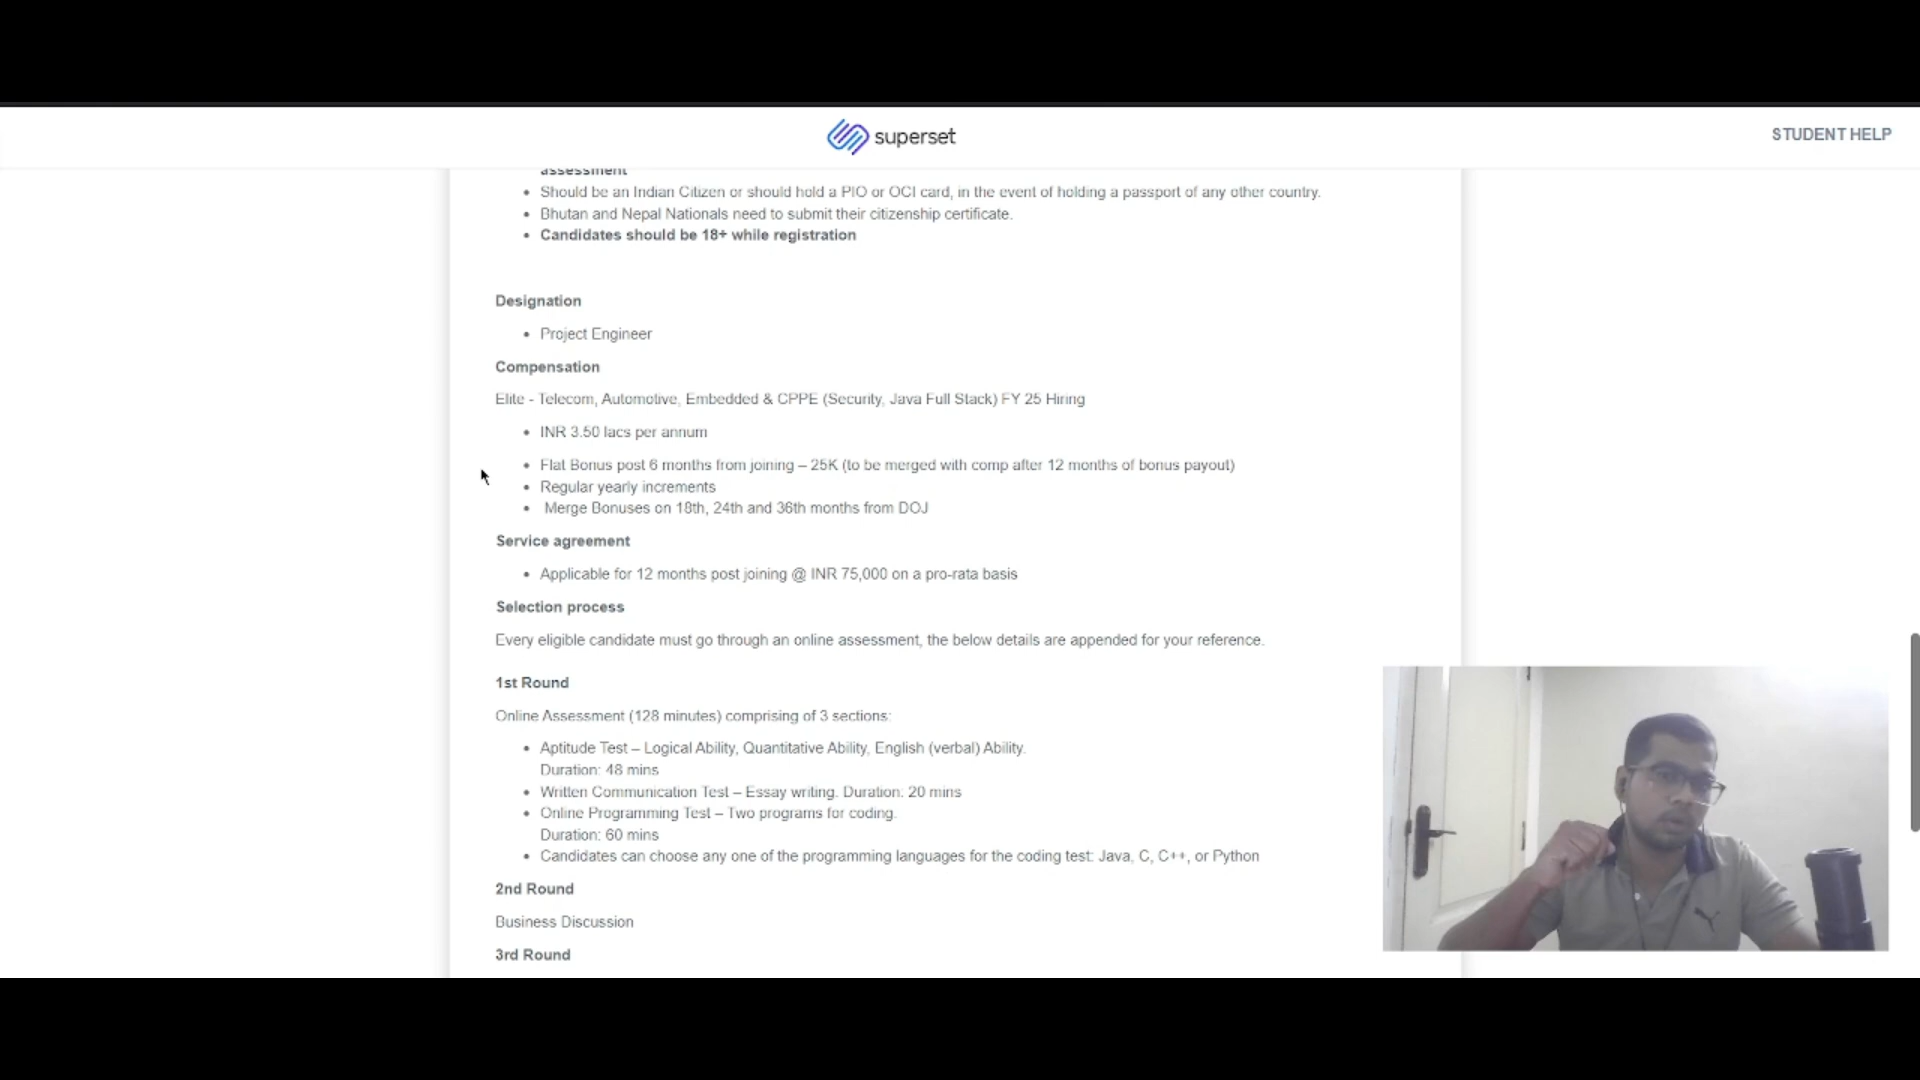 superset
STUDENT HELP
assessment
• Should be an Indian Citizen or should hold a PIO or OCI card, in the event of holding a passport of any other country.
• Bhutan and Nepal Nationals need to submit their citizenship certificate.
• Candidates should be 18+ while registration
Designation
• Project Engineer
Compensation
Elite - Telecom, Automotive, Embedded & CPPE (Security, Java Full Stack) FY 25 Hiring
• INR 3.50 lacs per annum
• Flat Bonus post 6 months from joining – 25K (to be merged with comp after 12 months of bonus payout)
• Regular yearly increments
• Merge Bonuses on 18th, 24th and 36th months from DOJ
Service agreement
• Applicable for 12 months post joining @ INR 75,000 on a pro-rata basis
Selection process
Every eligible candidate must go through an online assessment, the below details are appended for your reference.
1st Round
Online Assessment (128 minutes) comprising of 3 sections:
• Aptitude Test – Logical Ability, Quantitative Ability, English (verbal) Ability.
Duration: 48 mins
• Written Communication Test – Essay writing. Duration: 20 mins
• Online Programming Test – Two programs for coding.
Duration: 60 mins
• Candidates can choose any one of the programming languages for the coding test: Java, C, C++, or Python
2nd Round
Business Discussion
3rd Round